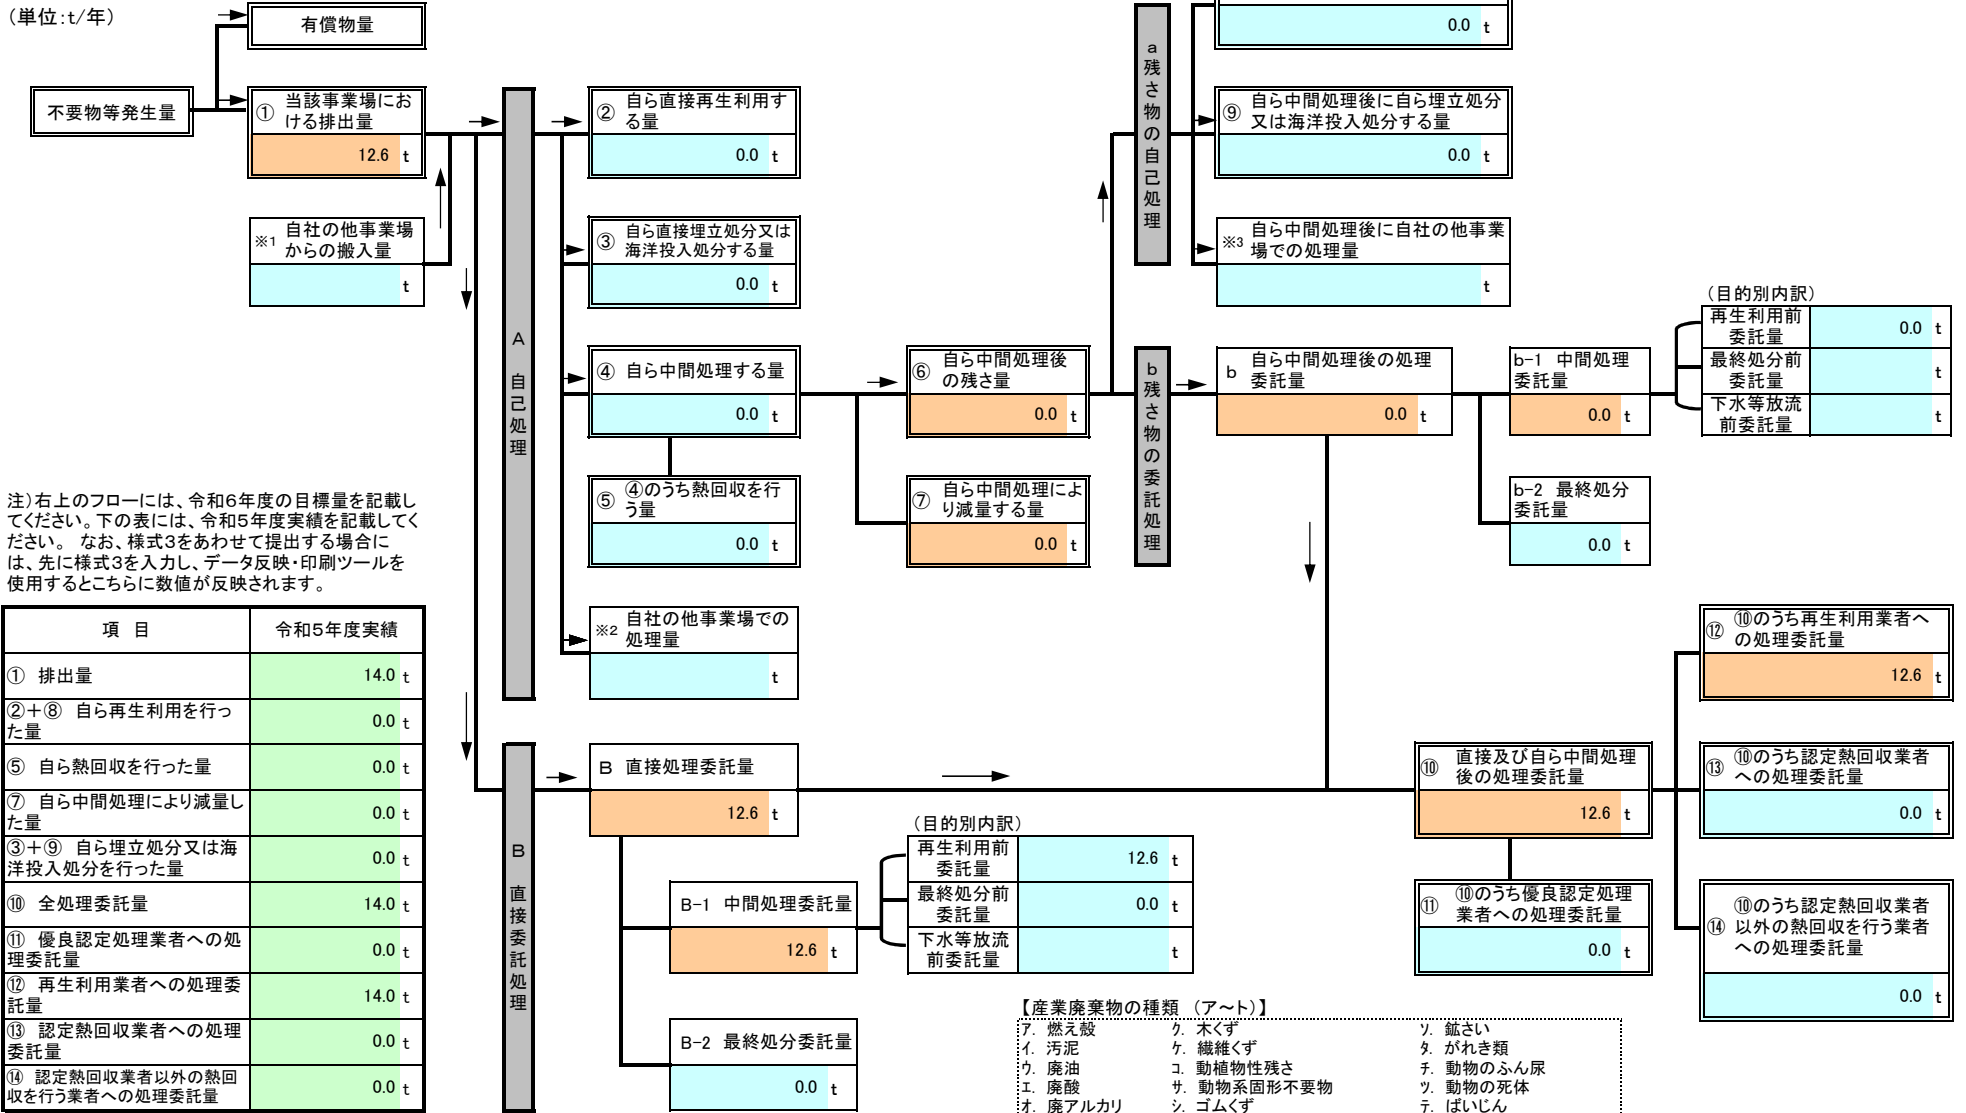 (単位:t/年)
有償物量
不要物等発生量
① 当該事業場にお
ける排出量
12.6 t
※1 自社の他事業場
からの搬入量
t
A 自己処理
② 自ら直接再生利用す
る量
0.0 t
③ 自ら直接埋立処分又は
海洋投入処分する量
0.0 t
④ 自ら中間処理する量
0.0 t
⑤ ④のうち熱回収を行
う量
0.0 t
※2 自社の他事業場での
処理量
t
⑥ 自ら中間処理後
の残さ量
0.0 t
⑦ 自ら中間処理によ
り減量する量
0.0 t
a 残さ物の自己処理
0.0 t
⑨ 自ら中間処理後に自ら埋立処分
又は海洋投入処分する量
0.0 t
※3 自ら中間処理後に自社の他事業
場での処理量
t
b 残さ物の委託処理
b 自ら中間処理後の処理
委託量
0.0 t
b-1 中間処理
委託量
0.0 t
(目的別内訳)
再生利用前
委託量
0.0 t
最終処分前
委託量
t
下水等放流
前委託量
t
b-2 最終処分
委託量
0.0 t
注)右上のフローには、令和6年度の目標量を記載し
てください。下の表には、令和5年度実績を記載してく
ださい。 なお、様式3をあわせて提出する場合に
は、先に様式3を入力し、データ反映・印刷ツールを
使用するとこちらに数値が反映されます。
項 目 令和5年度実績
① 排出量 14.0 t
②+⑧ 自ら再生利用を行っ
た量 0.0 t
⑤ 自ら熱回収を行った量 0.0 t
⑦ 自ら中間処理により減量し
た量 0.0 t
③+⑨ 自ら埋立処分又は海
洋投入処分を行った量 0.0 t
⑩ 全処理委託量 14.0 t
⑪ 優良認定処理業者への処
理委託量 0.0 t
⑫ 再生利用業者への処理委
託量 14.0 t
⑬ 認定熱回収業者への処理
委託量 0.0 t
⑭ 認定熱回収業者以外の熱回
収を行う業者への処理委託量 0.0 t
B 直接委託処理
B 直接処理委託量
12.6 t
B-1 中間処理委託量
12.6 t
(目的別内訳)
再生利用前
委託量
12.6 t
最終処分前
委託量
0.0 t
下水等放流
前委託量
t
B-2 最終処分委託量
0.0 t
⑩ 直接及び自ら中間処理
後の処理委託量
12.6 t
⑪ ⑩のうち優良認定処理
業者への処理委託量
0.0 t
⑫ ⑩のうち再生利用業者へ
の処理委託量
12.6 t
⑬ ⑩のうち認定熱回収業者
への処理委託量
0.0 t
⑭ ⑩のうち認定熱回収業者
以外の熱回収を行う業者
への処理委託量
0.0 t
【産業廃棄物の種類 (ア~ト)】
ア. 燃え殻 ク. 木くず ソ. 鉱さい
イ. 汚泥 ケ. 繊維くず タ. がれき類
ウ. 廃油 コ. 動植物性残さ チ. 動物のふん尿
エ. 廃酸 サ. 動物系固形不要物 ツ. 動物の死体
オ. 廃アルカリ シ. ゴムくず テ. ばいじん